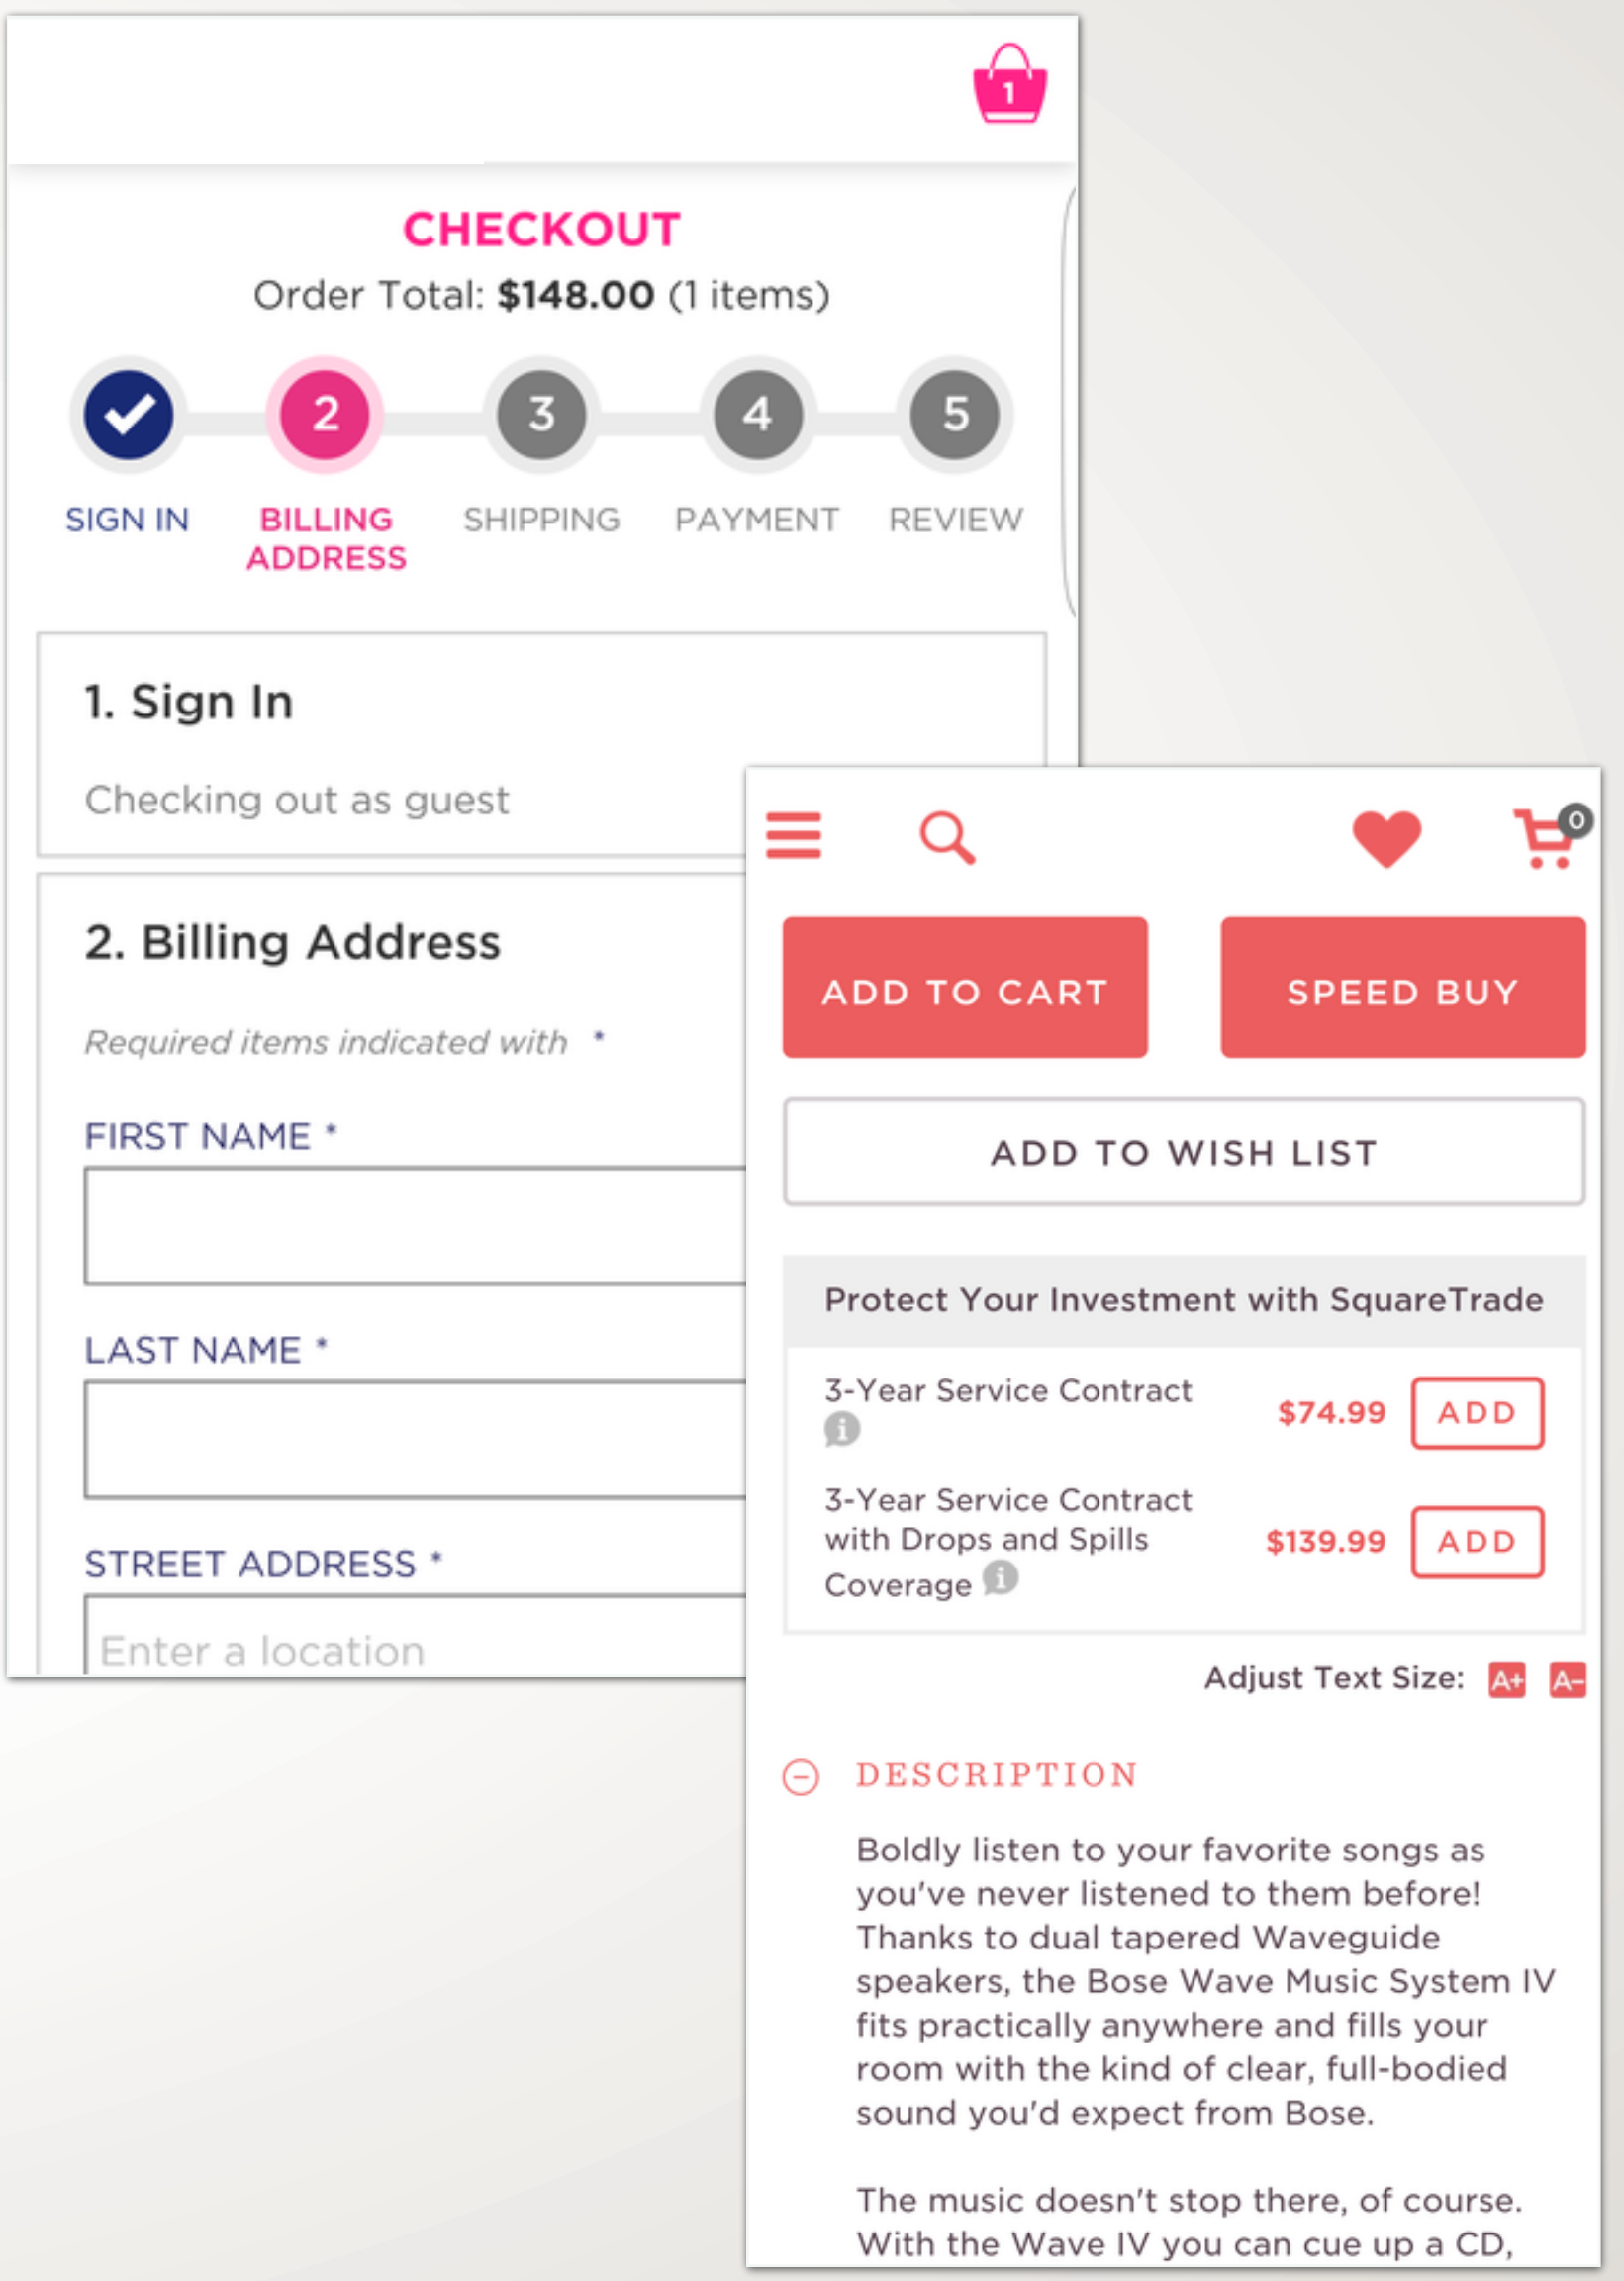 1
CHECKOUT
Order Total: $148.00 (1 items)
2
3
4
5
SIGN IN
BILLING
ADDRESS
SHIPPING
PAYMENT
REVIEW
1. Sign In
Checking out as guest
2. Billing Address
Required items indicated with *
FIRST NAME *
LAST NAME *
STREET ADDRESS *
Enter a location
0
ADD TO CART
SPEED BUY
ADD TO WISH LIST
Protect Your Investment with SquareTrade
3-Year Service Contract
i
$74.99
ADD
3-Year Service Contract
with Drops and Spills
Coverage i
$139.99
ADD
Adjust Text Size: A+ A-
DESCRIPTION
Boldly listen to your favorite songs as
you've never listened to them before!
Thanks to dual tapered Waveguide
speakers, the Bose Wave Music System IV
fits practically anywhere and fills your
room with the kind of clear, full-bodied
sound you'd expect from Bose.
The music doesn't stop there, of course.
With the Wave IV you can cue up a CD,